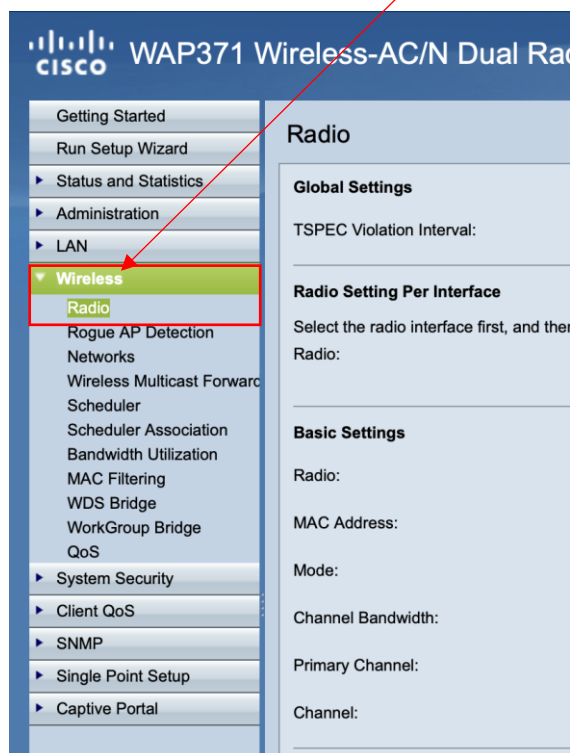 CISCO WAP371 Wireless-AC/N Dual Rad
Getting Started
Run Setup Wizard
Status and Statistics
Administration
LAN
Wireless
Radio
Rogue AP Detection
Networks
Wireless Multicast Forward
Scheduler
Scheduler Association
Bandwidth Utilization
MAC Filtering
WDS Bridge
WorkGroup Bridge
QoS
System Security
Client QoS
SNMP
Single Point Setup
Captive Portal
Radio
Global Settings
TSPEC Violation Interval:
Radio Setting Per Interface
Select the radio interface first, and then
Radio:
Basic Settings
Radio:
MAC Address:
Mode:
Channel Bandwidth:
Primary Channel:
Channel: